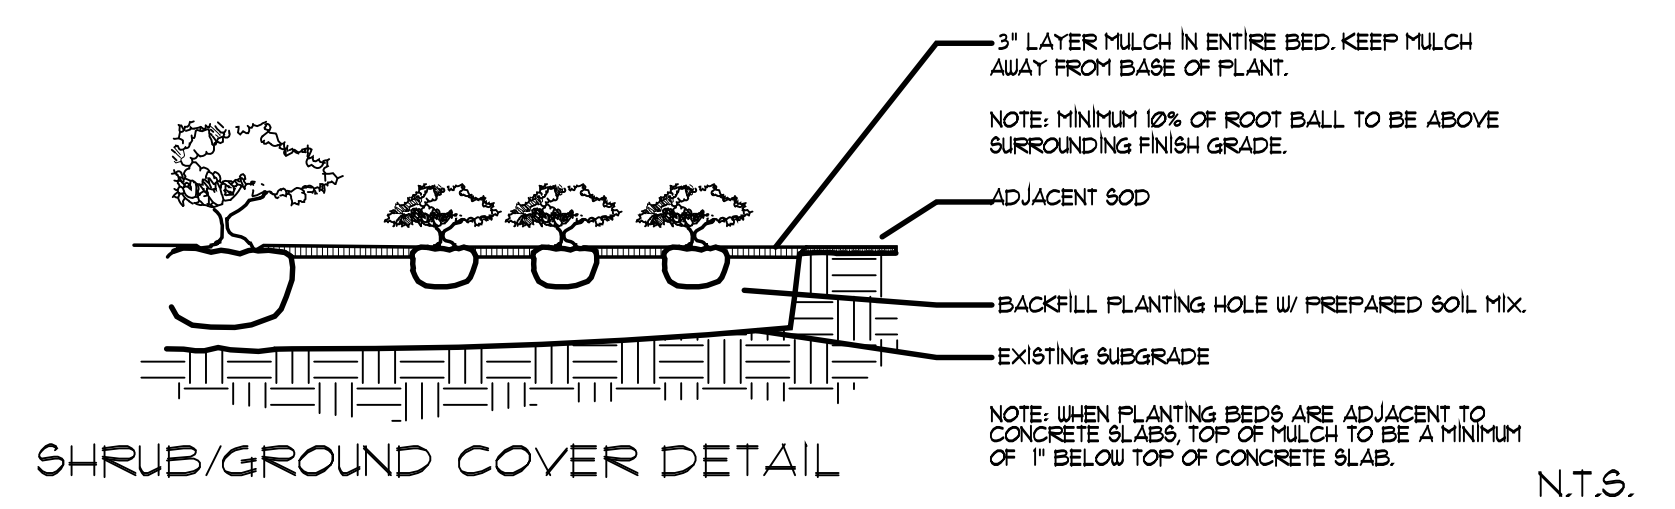 3" LAYER MULCH IN ENTIRE BED. KEEP MULCH
AWAY FROM BASE OF PLANT.
NOTE: MINIMUM 10% OF ROOT BALL TO BE ABOVE
SURROUNDING FINISH GRADE.
ADJACENT SOD
BACKFILL PLANTING HOLE W/ PREPARED SOIL MIX.
EXISTING SUBGRADE
NOTE: WHEN PLANTING BEDS ARE ADJACENT TO
CONCRETE SLABS, TOP OF MULCH TO BE A MINIMUM
OF 1" BELOW TOP OF CONCRETE SLAB.
SHRUB/GROUND COVER DETAIL
N.T.S.